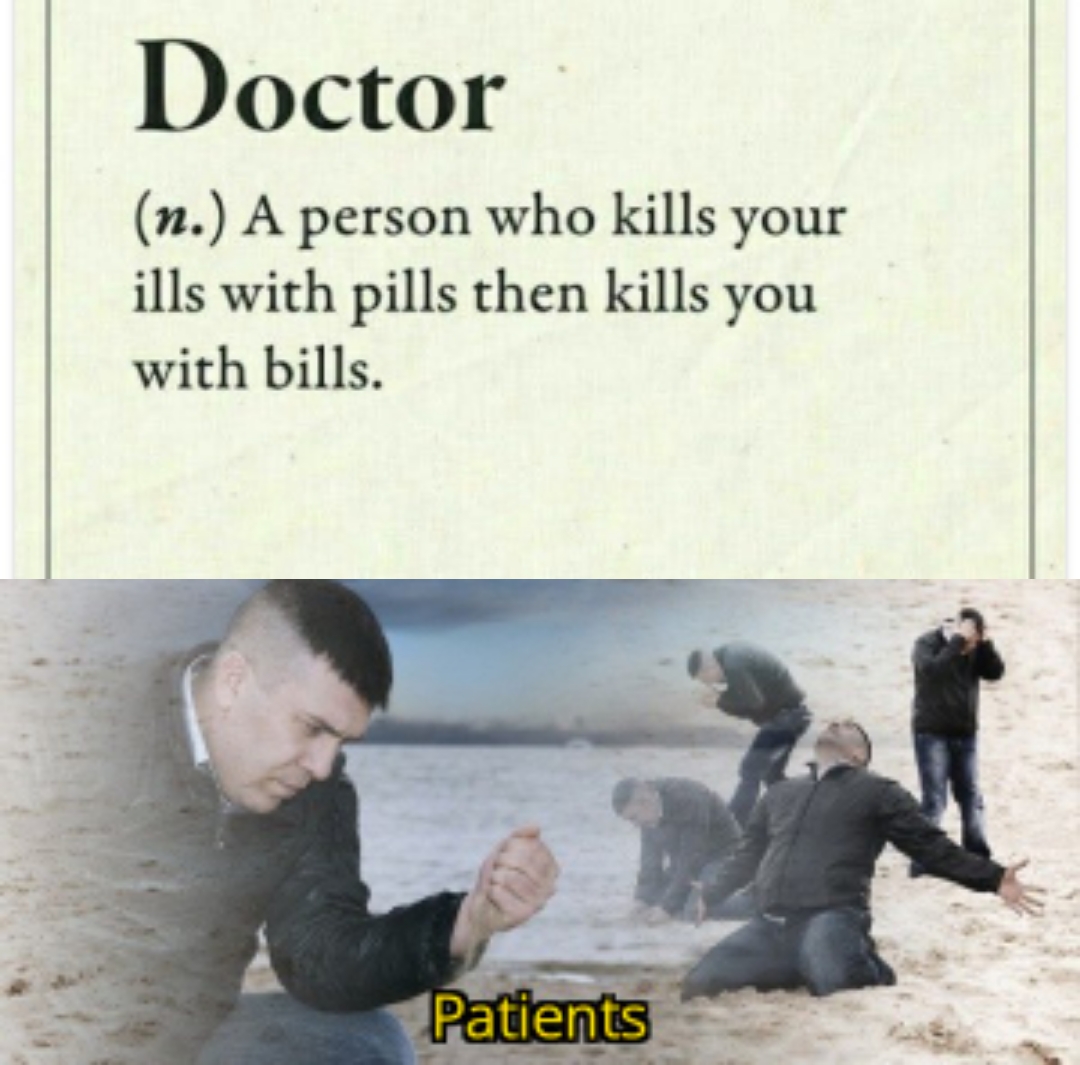 Doctor
(n.) A person who kills your
ills with pills then kills you
with bills.
Patients